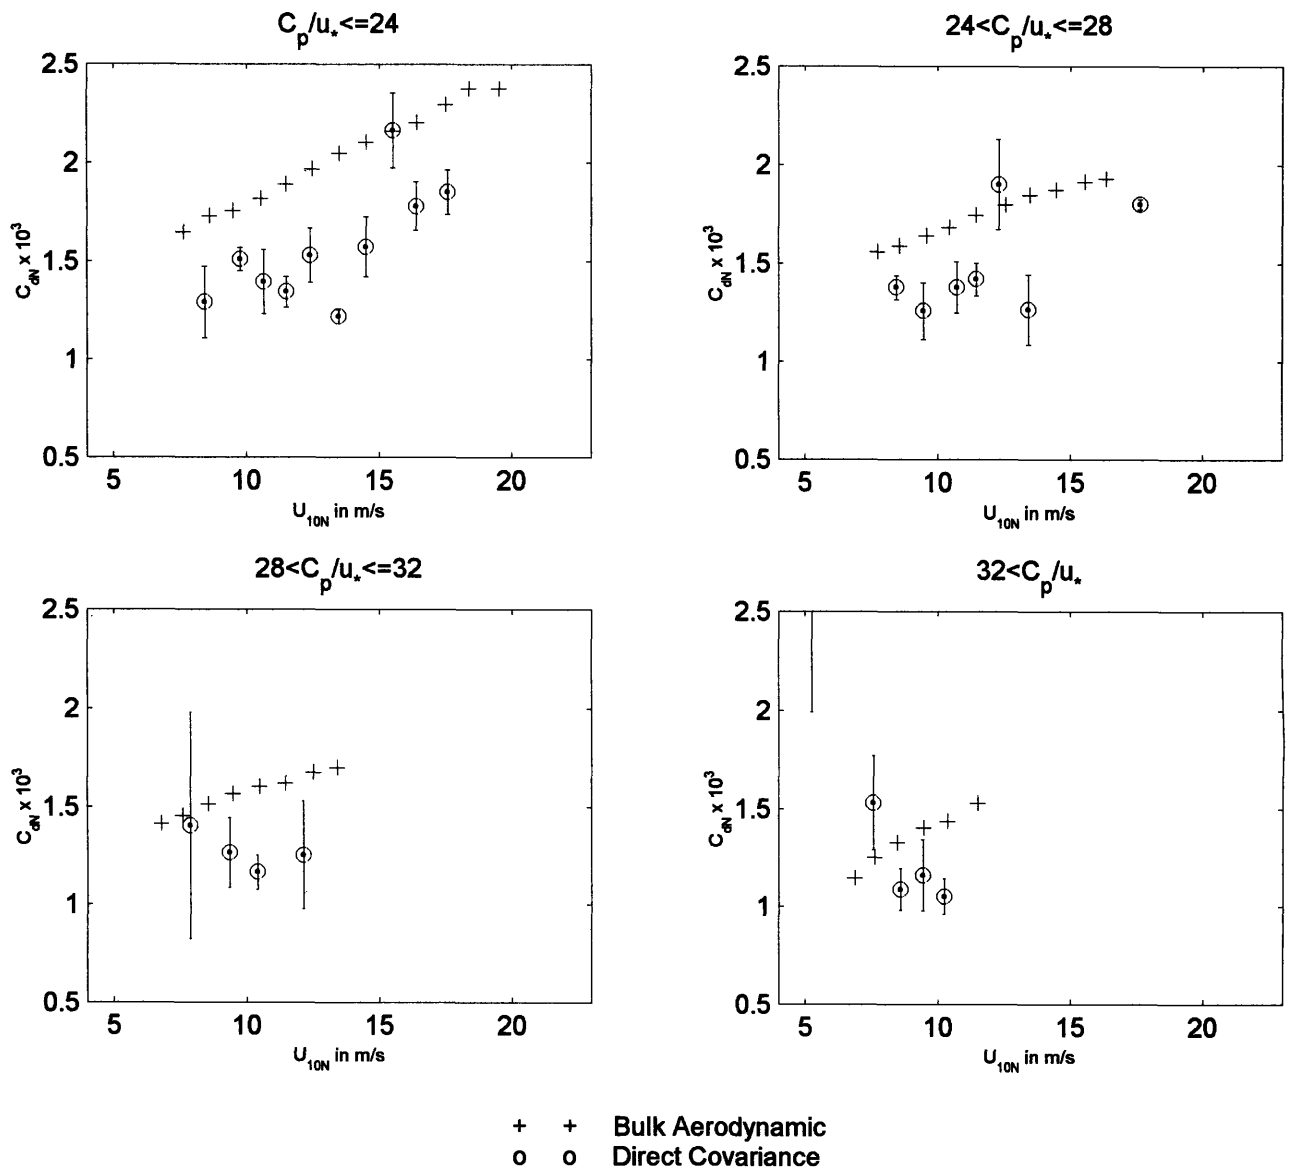 C_p/u_*<=24
24<C_p/u_*<=28
2.5
2
1.5
1
0.5
C_dN x 10^3
5 10 15 20
U_10N in m/s
2.5
2
1.5
1
0.5
C_dN x 10^3
5 10 15 20
U_10N in m/s
28<C_p/u_*<=32
32<C_p/u_*
2.5
2
1.5
1
0.5
C_dN x 10^3
5 10 15 20
U_10N in m/s
2.5
2
1.5
1
0.5
C_dN x 10^3
5 10 15 20
U_10N in m/s
+ + Bulk Aerodynamic
o o Direct Covariance